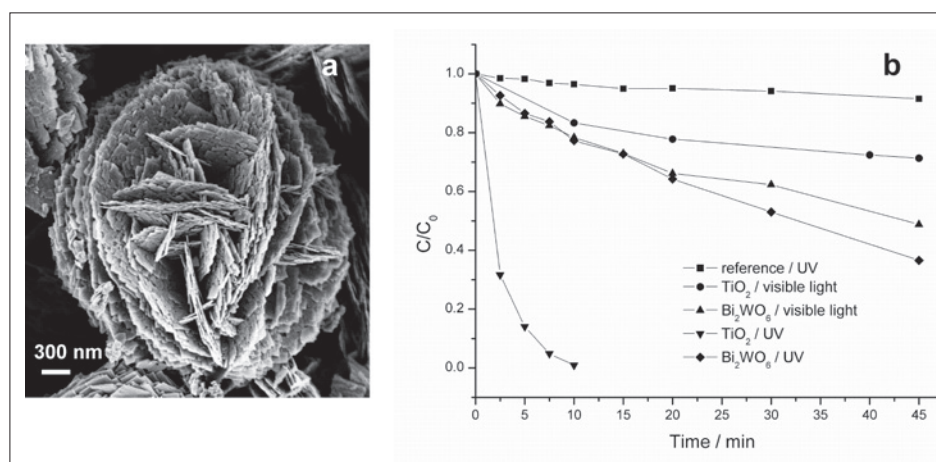 a
300 nm
b
C/C₀
1.0
0.8
0.6
0.4
0.2
0.0
reference / UV
TiO₂ / visible light
Bi₂WO₆ / visible light
TiO₂ / UV
Bi₂WO₆ / UV
0 5 10 15 20 25 30 35 40 45
Time / min